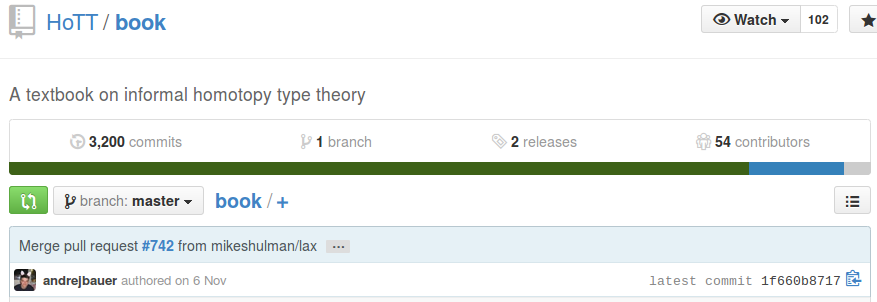 HoTT / book Watch 102
A textbook on informal homotopy type theory
3,200 commits 1 branch 2 releases 54 contributors
branch: master book / +
Merge pull request #742 from mikeshulman/lax ...
andrejbauer authored on 6 Nov latest commit 1f660b8717